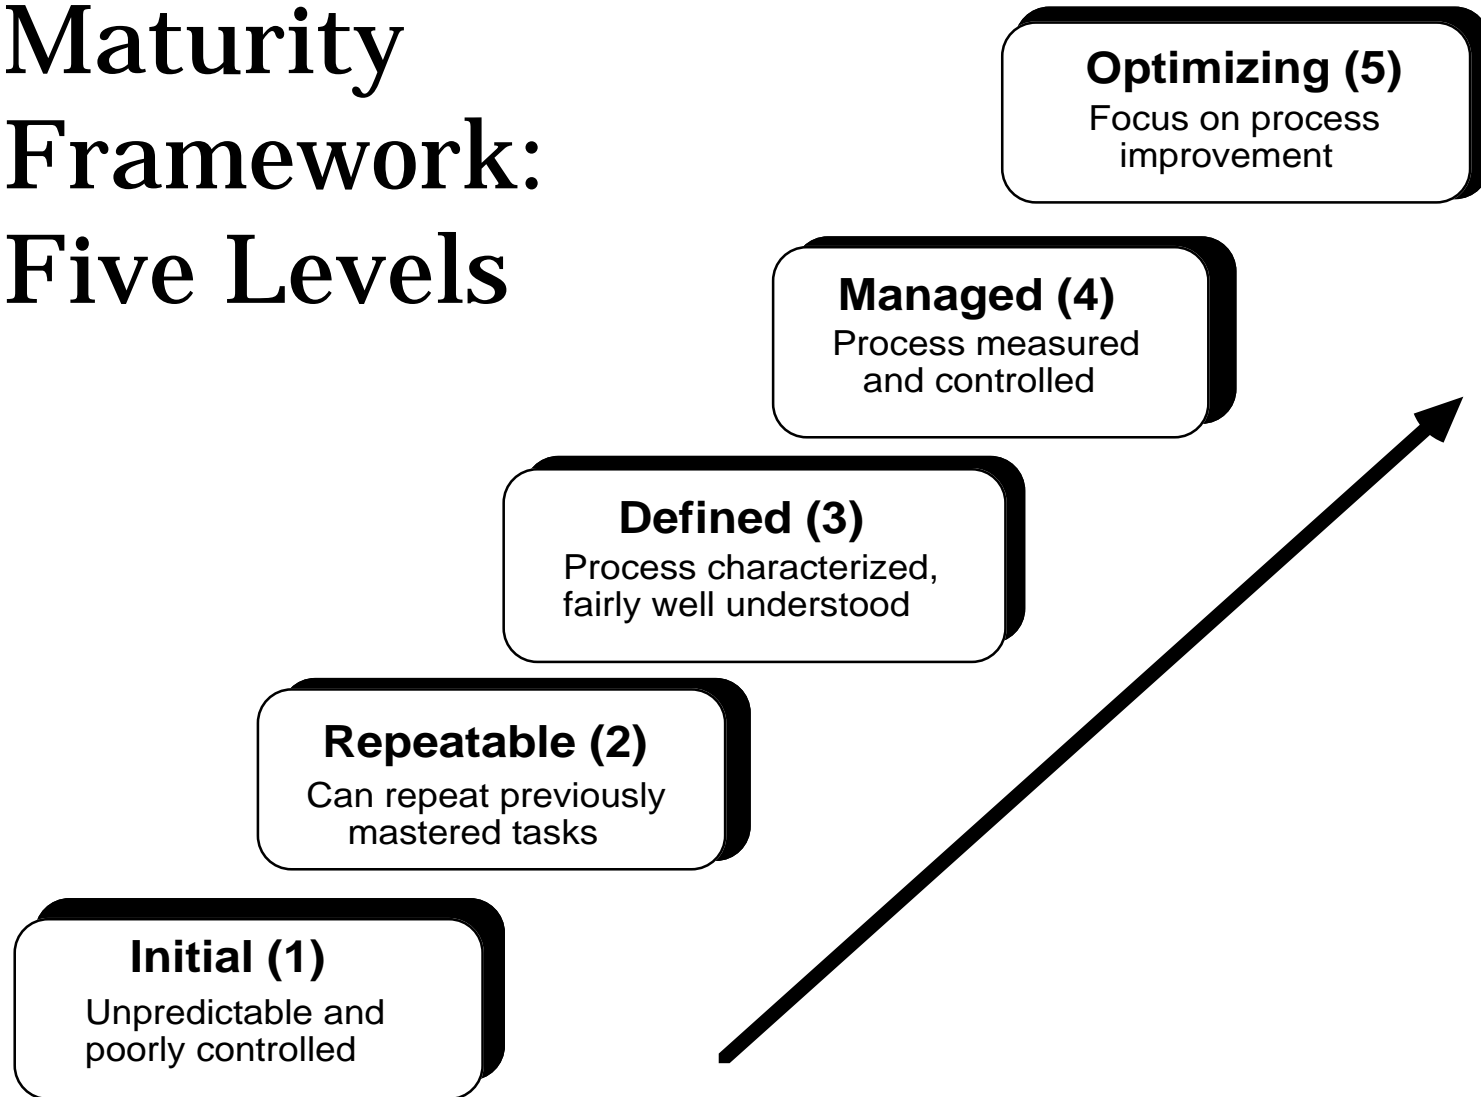 Maturity
Framework:
Five Levels
Optimizing (5)
Focus on process
improvement
Managed (4)
Process measured
and controlled
Defined (3)
Process characterized,
fairly well understood
Repeatable (2)
Can repeat previously
mastered tasks
Initial (1)
Unpredictable and
poorly controlled